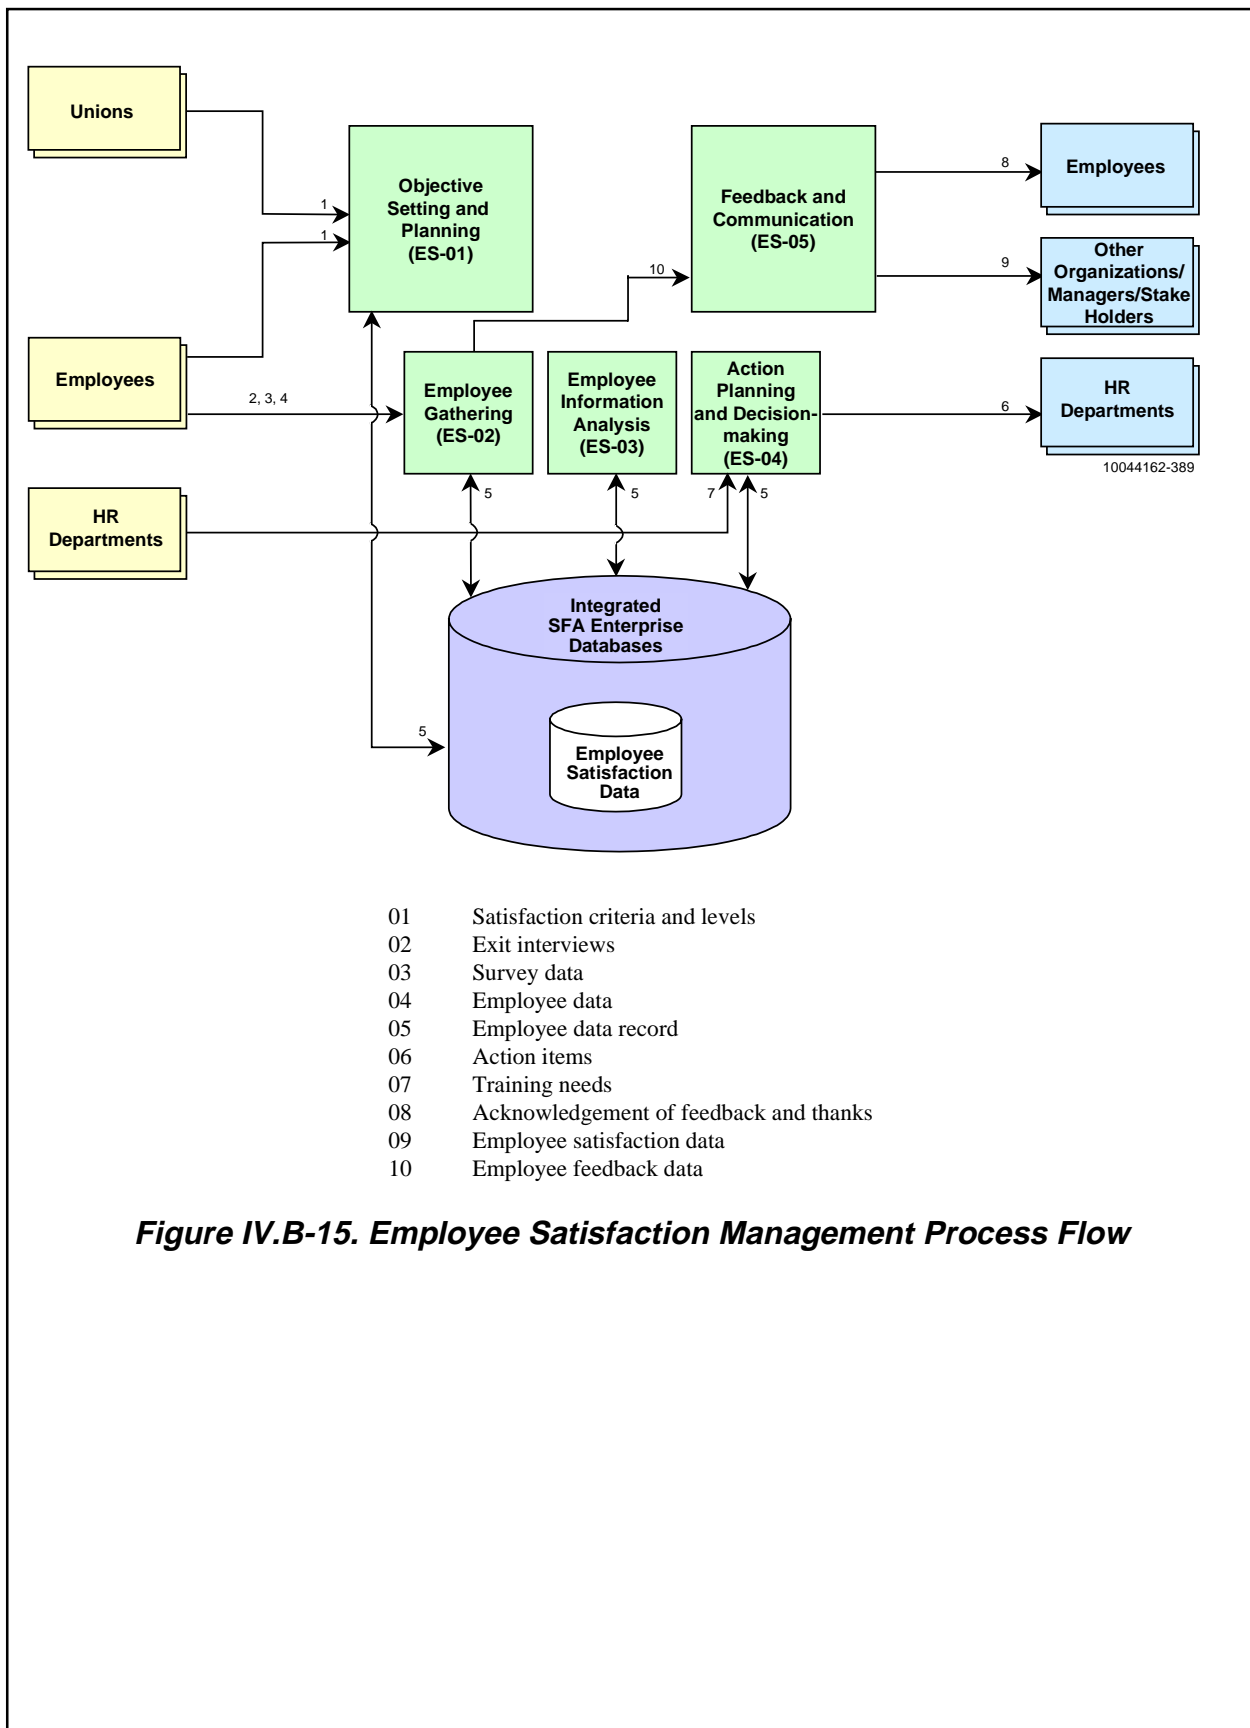 Unions
1
1
Objective
Setting and
Planning
(ES-01)
Feedback and
Communication
(ES-05)
8
Employees
9
Other
Organizations/
Managers/Stake
Holders
10
Employees
2, 3, 4
Employee
Gathering
(ES-02)
Employee
Information
Analysis
(ES-03)
Action
Planning
and Decision-
making
(ES-04)
6
HR
Departments
10044162-389
HR
Departments
5
5
7
5
Integrated
SFA Enterprise
Databases
5
Employee
Satisfaction
Data
01 Satisfaction criteria and levels
02 Exit interviews
03 Survey data
04 Employee data
05 Employee data record
06 Action items
07 Training needs
08 Acknowledgement of feedback and thanks
09 Employee satisfaction data
10 Employee feedback data
Figure IV.B-15. Employee Satisfaction Management Process Flow